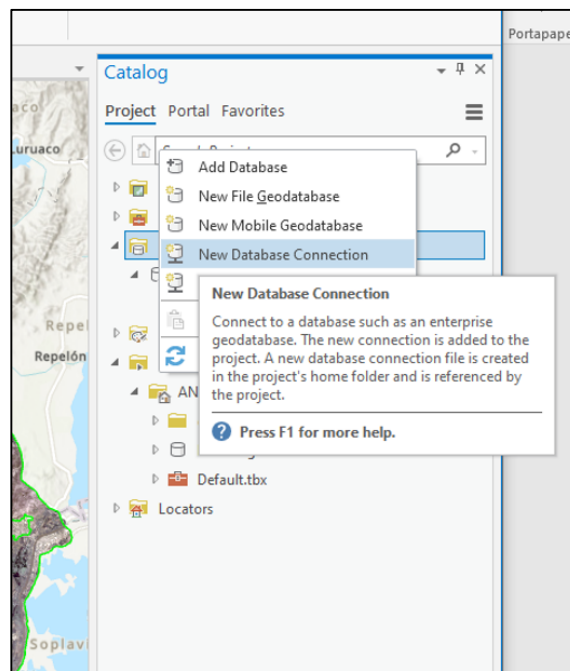 Portapape
Catalog
Project Portal Favorites
aco
uruaco
Add Database
New File Geodatabase
New Mobile Geodatabase
New Database Connection
New Database Connection
Connect to a database such as an enterprise
geodatabase. The new connection is added to the
project. A new database connection file is created
in the project's home folder and is referenced by
the project.
Repel
Repelón
AN
Press F1 for more help.
Default.tbx
Locators
Soplavi